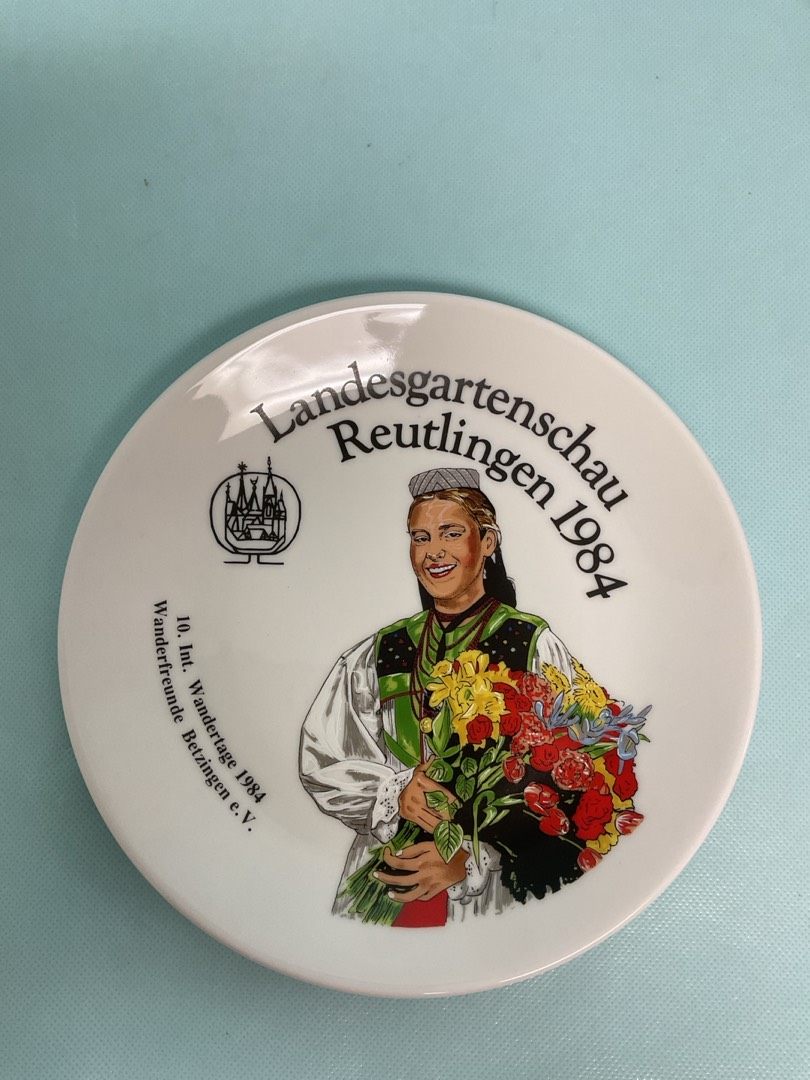 Landesgartenschau
Reutlingen 1984
10. Int. Wandertage 1984
Wanderfreunde Betzingen e. V.